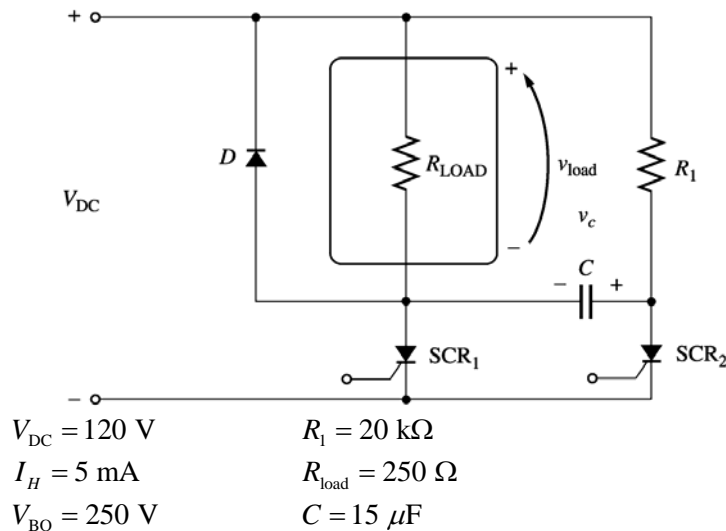 +
D
V_DC
R_LOAD
+
v_load
v_c
−
R_1
−
C
+
SCR_1
SCR_2
−
V_DC = 120 V
R_1 = 20 kΩ
I_H = 5 mA
R_load = 250 Ω
V_BO = 250 V
C = 15 μF